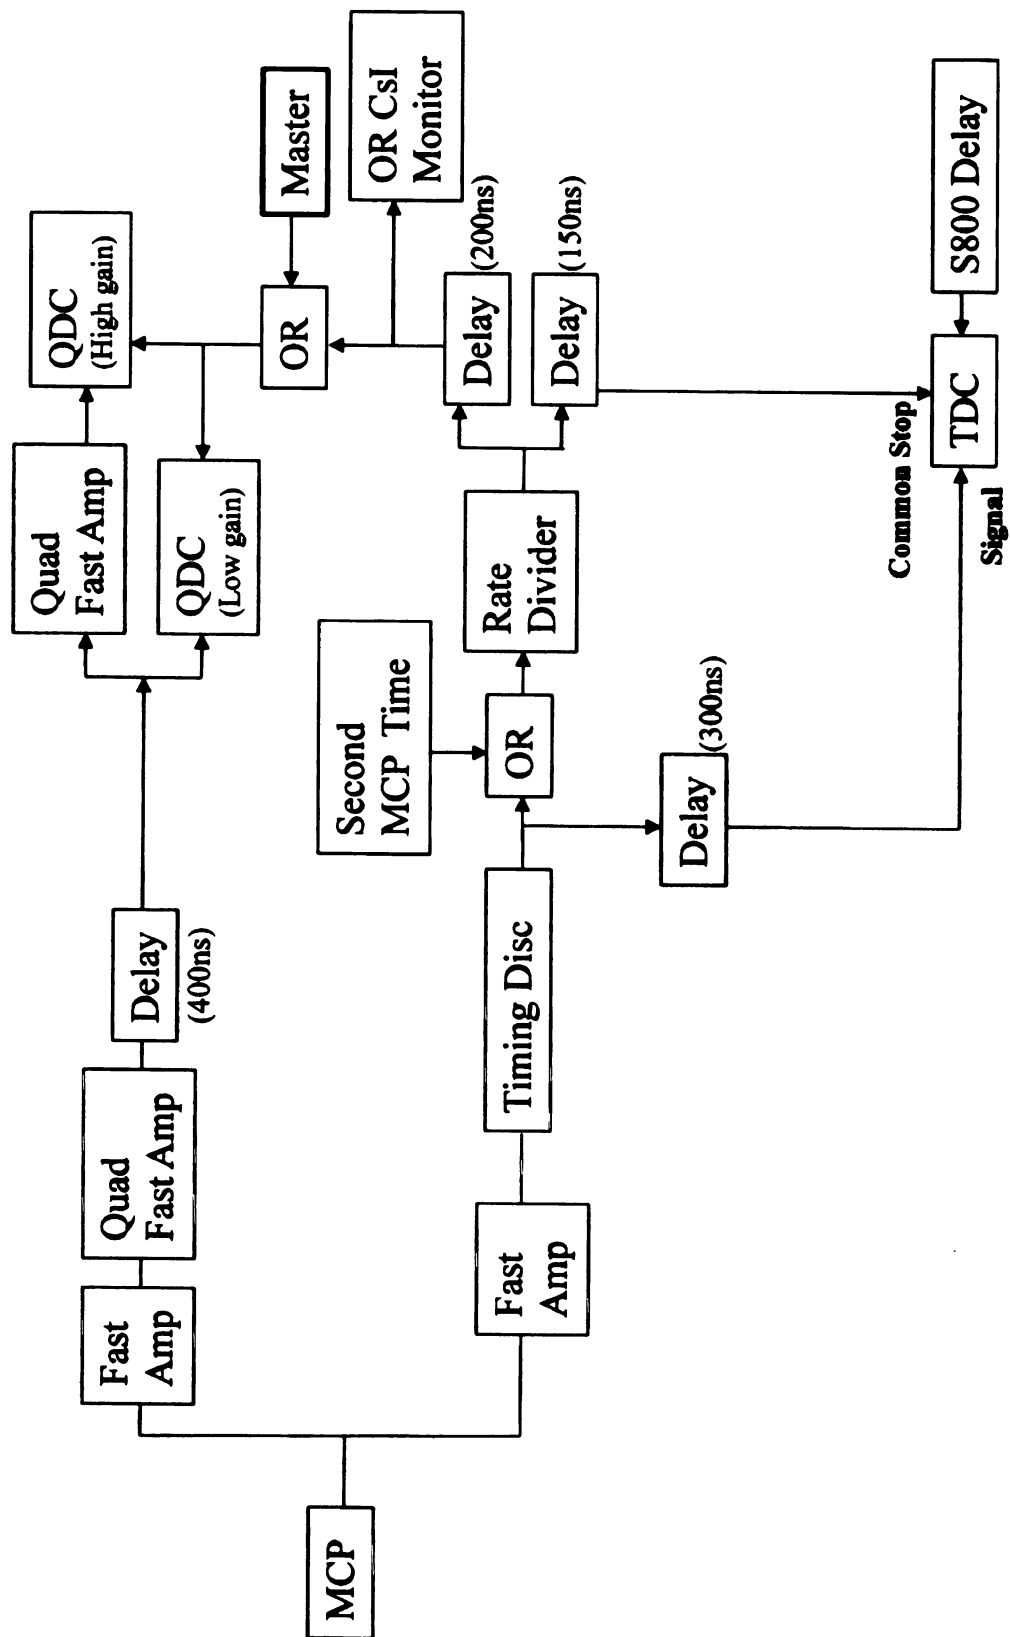 MCP
Fast
Amp
Quad
Fast Amp
Delay
(400ns)
Quad
Fast Amp
QDC
(High gain)
QDC
(Low gain)
Master
OR
OR CsI
Monitor
Fast
Amp
Timing Disc
Second
MCP Time
OR
Rate
Divider
Delay
(200ns)
Delay
(150ns)
Delay
(300ns)
Common Stop
Signal
TDC
S800 Delay